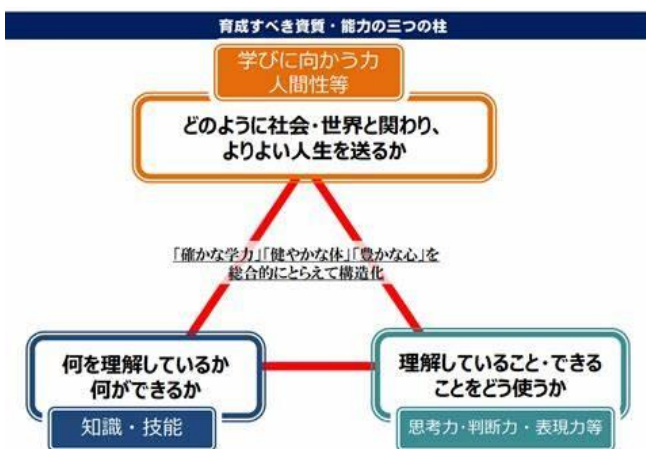 育成すべき資質・能力の三つの柱
学びに向かう力
人間性等
どのように社会・世界と関わり、
よりよい人生を送るか
「確かな学力」「健やかな体」「豊かな心」を
総合的にとらえて構造化
何を理解しているか
何ができるか
知識・技能
理解していること・できる
ことをどう使うか
思考力・判断力・表現力等